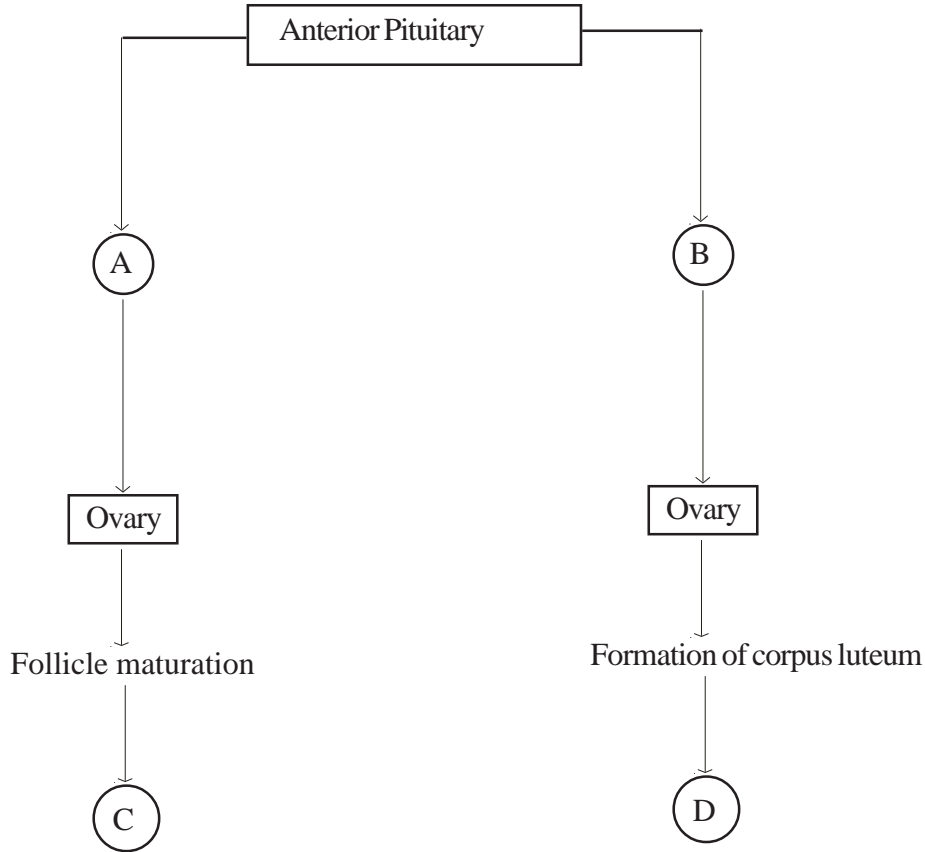 Anterior Pituitary
A
B
Ovary
Ovary
Follicle maturation
Formation of corpus luteum
C
D